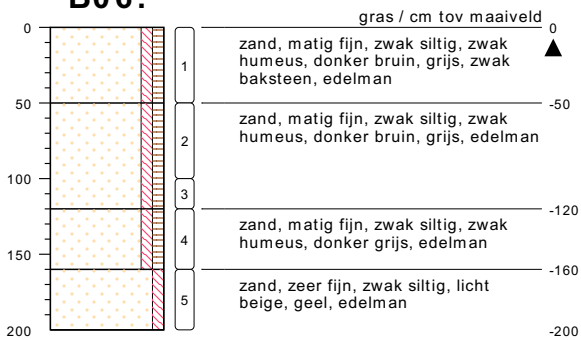 B06:
gras / cm tov maaiveld
0
0
zand, matig fijn, zwak siltig, zwak
humeus, donker bruin, grijs, zwak
baksteen, edelman
1
50
-50
zand, matig fijn, zwak siltig, zwak
humeus, donker bruin, grijs, edelman
2
100
3
-120
zand, matig fijn, zwak siltig, zwak
humeus, donker grijs, edelman
4
150
-160
zand, zeer fijn, zwak siltig, licht
beige, geel, edelman
5
200
-200